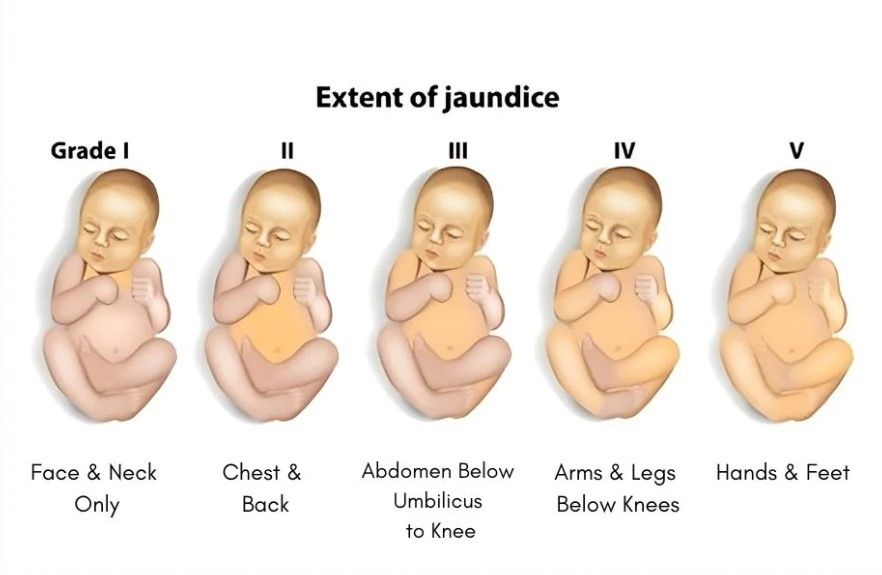 Extent of jaundice
Grade I
II
III
IV
V
Face & Neck
Only
Chest &
Back
Abdomen Below
Umbilicus
to Knee
Arms & Legs
Below Knees
Hands & Feet